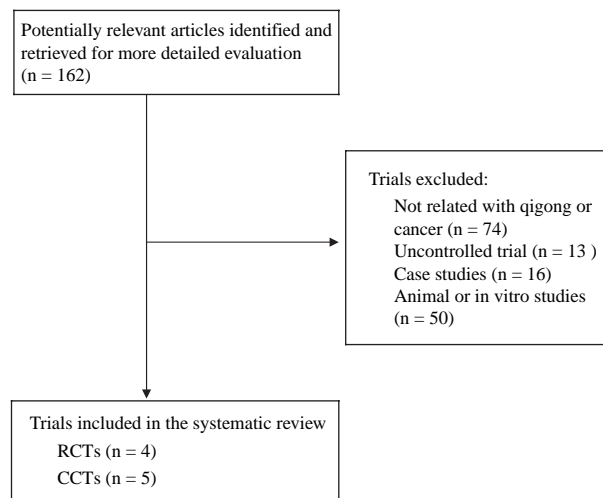 Potentially relevant articles identified and
retrieved for more detailed evaluation
(n = 162)
Trials excluded:
Not related with qigong or
cancer (n = 74)
Uncontrolled trial (n = 13 )
Case studies (n = 16)
Animal or in vitro studies
(n = 50)
Trials included in the systematic review
RCTs (n = 4)
CCTs (n = 5)